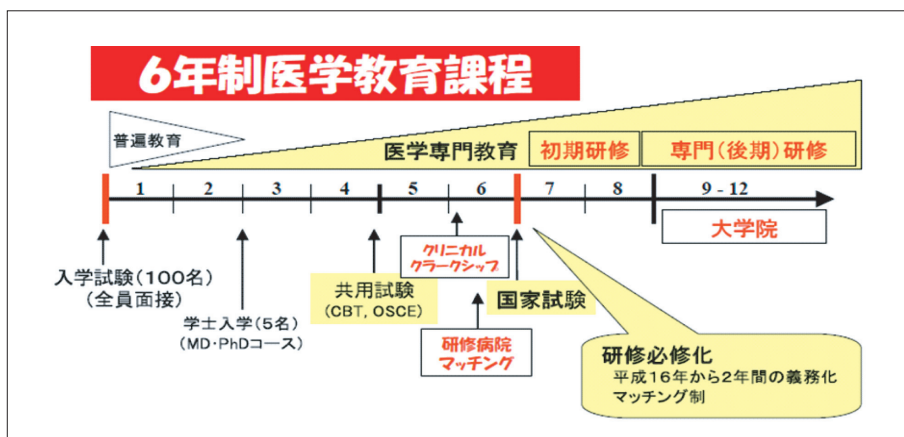 6年制医学教育課程
普遍教育
医学専門教育
初期研修
専門(後期)研修
1 2 3 4 5 6 7 8 9 - 12
大学院
クリニカル
クラークシップ
入学試験(100名)
(全員面接)
学士入学(5名)
(MD・PhDコース)
共用試験
(CBT, OSCE)
国家試験
研修病院
マッチング
研修必修化
平成16年から2年間の義務化
マッチング制